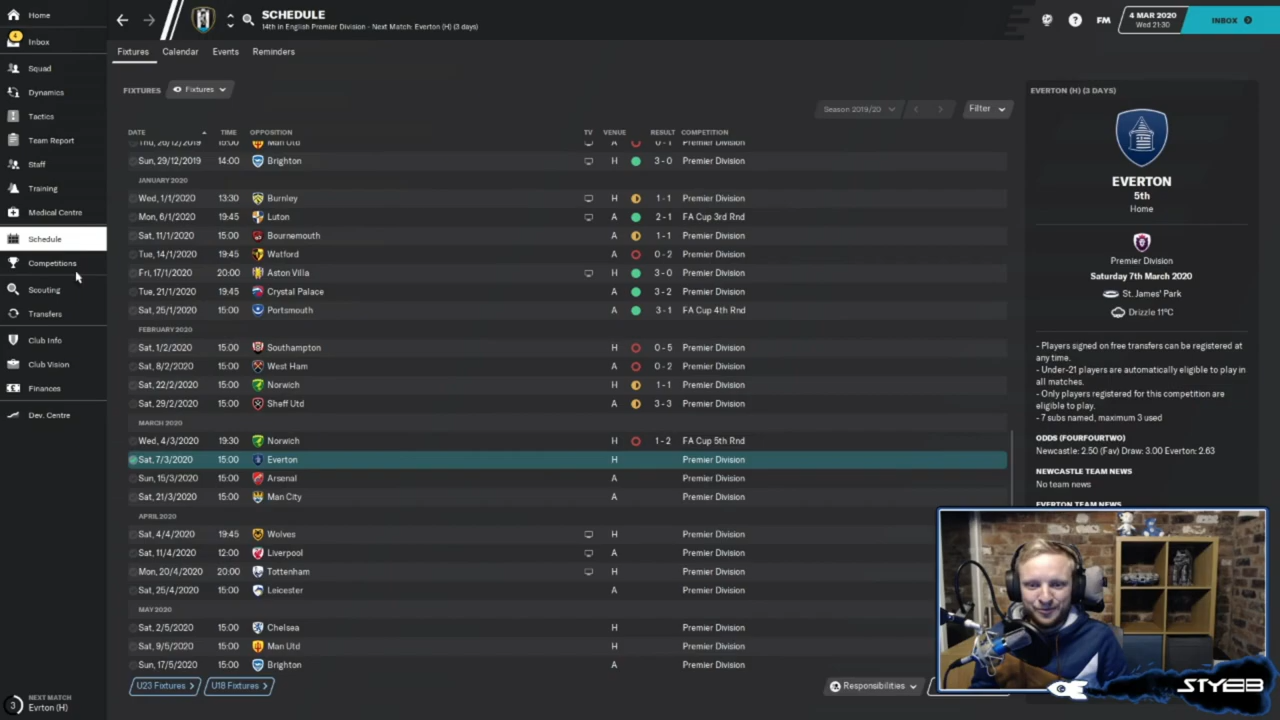 Home
4
Inbox
Squad
Dynamics
Tactics
Team Report
Staff
Training
Medical Centre
Schedule
Competitions
Scouting
Transfers
Club Info
Club Vision
Finances
Dev. Centre
3
NEXT MATCH
Evrton (H)
SCHEDULE
14th in English Premier Division - Next Match: Everton (H) (3 days)
? FM
4 MAR 2020
Wed 21:30
INBOX
Fixtures Calendar Events Reminders
FIXTURES Fixtures
Season 2019/20 Filter
DATE TIME OPPOSITION TV VENUE RESULT COMPETITION
Thu, 26/12/2019 15:00 Man Utd A 0-1 Premier Division
Sun, 29/12/2019 14:00 Brighton H 3-0 Premier Division
JANUARY 2020
Wed, 1/1/2020 13:30 Burnley H 1-1 Premier Division
Mon, 6/1/2020 19:45 Luton A 2-1 FA Cup 3rd Rnd
Sat, 11/1/2020 15:00 Bournemouth A 1-1 Premier Division
Tue, 14/1/2020 19:45 Watford A 0-2 Premier Division
Fri, 17/1/2020 20:00 Aston Villa H 3-0 Premier Division
Tue, 21/1/2020 19:45 Crystal Palace A 3-2 Premier Division
Sat, 25/1/2020 15:00 Portsmouth A 3-1 FA Cup 4th Rnd
FEBRUARY 2020
Sat, 1/2/2020 15:00 Southampton H 0-5 Premier Division
Sat, 8/2/2020 15:00 West Ham A 0-2 Premier Division
Sat, 22/2/2020 15:00 Norwich H 1-1 Premier Division
Sat, 29/2/2020 15:00 Sheff Utd A 3-3 Premier Division
MARCH 2020
Wed, 4/3/2020 19:30 Norwich H 1-2 FA Cup 5th Rnd
Sat, 7/3/2020 15:00 Everton H Premier Division
Sun, 15/3/2020 15:00 Arsenal A Premier Division
Sat, 21/3/2020 15:00 Man City A Premier Division
APRIL 2020
Sat, 4/4/2020 19:45 Wolves H Premier Division
Sat, 11/4/2020 12:00 Liverpool A Premier Division
Mon, 20/4/2020 20:00 Tottenham H Premier Division
Sat, 25/4/2020 15:00 Leicester A Premier Division
MAY 2020
Sat, 2/5/2020 15:00 Chelsea H Premier Division
Sat, 9/5/2020 15:00 Man Utd H Premier Division
Sun, 17/5/2020 15:00 Brighton A Premier Division
U23 Fixtures U18 Fixtures Responsibilities
EVERTON (H) (3 DAYS)
EVERTON
5th
Home
Premier Division
Saturday 7th March 2020
St. James' Park
Drizzle 11°C
- Players signed on free transfers can be registered at
any time.
- Under-21 players are automatically eligible to play in
all matches.
- Only players registered for this competition are
eligible to play.
- 7 subs named, maximum 3 used
ODDS (FOURFOURTWO)
Newcastle: 2.50 (Fav) Draw: 3.00 Everton: 2.63
NEWCASTLE TEAM NEWS
No team news
EVERTON TEAM NEWS